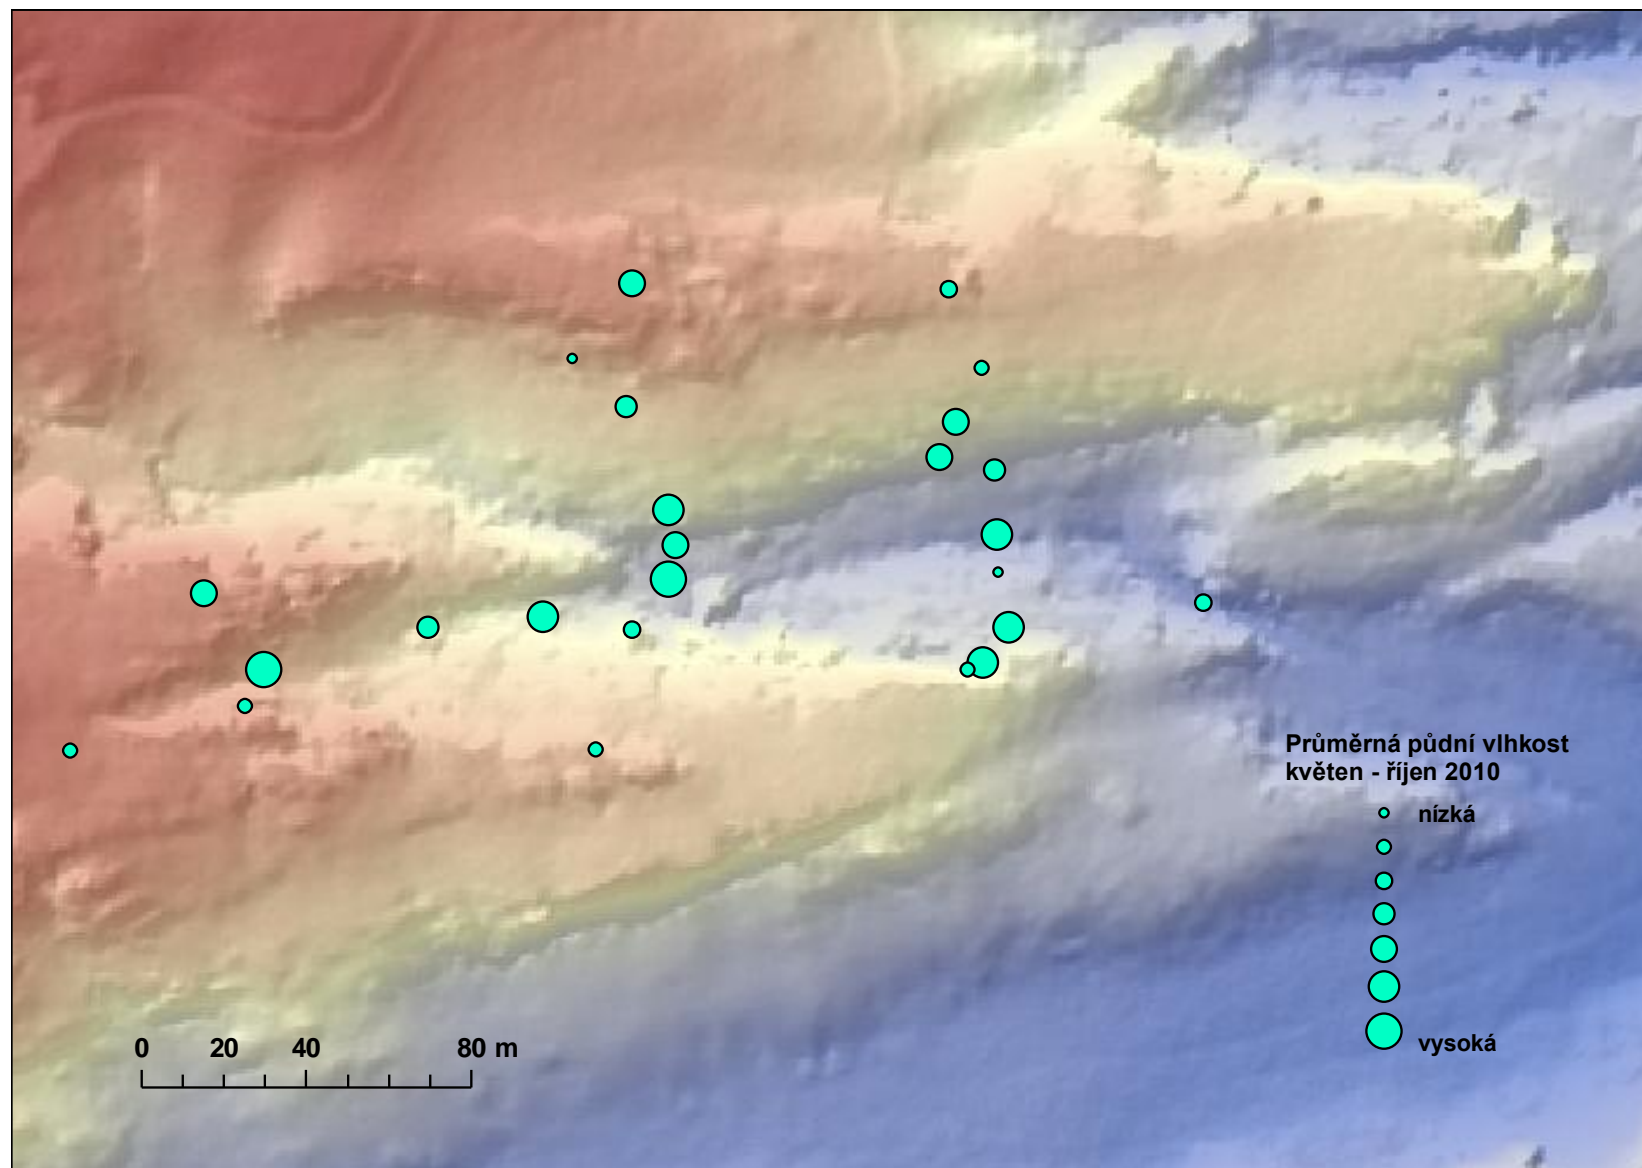 Průměrná půdní vlhkost
květen - říjen 2010
nízká
vysoká
0 20 40 80 m